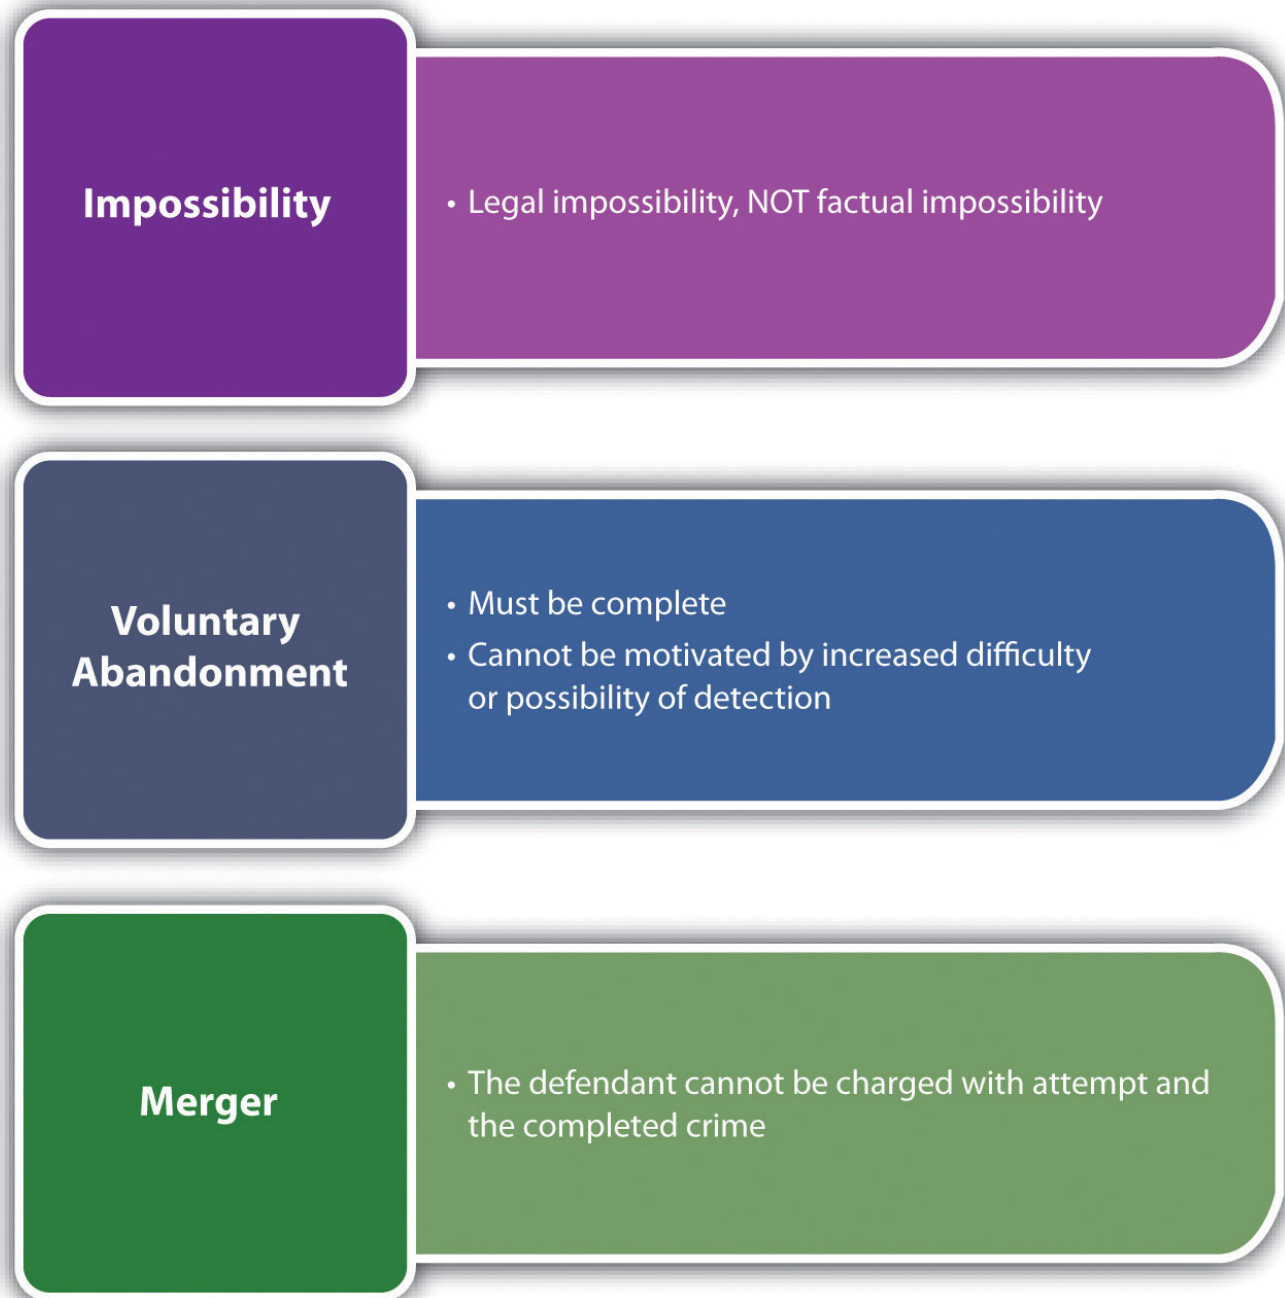 Impossibility
• Legal impossibility, NOT factual impossibility
Voluntary
Abandonment
• Must be complete
• Cannot be motivated by increased difficulty
or possibility of detection
Merger
• The defendant cannot be charged with attempt and
the completed crime